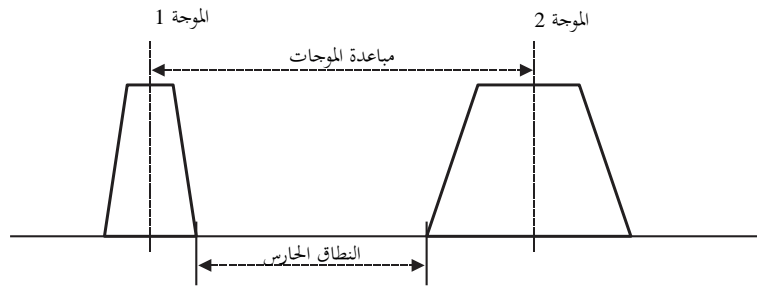 الموجة 1
الموجة 2
مباعدة الموجات
النطاق الحارس